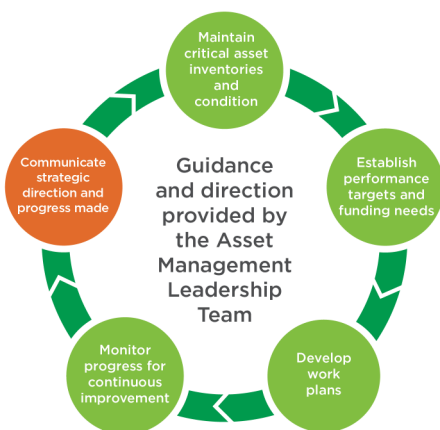 Maintain
critical asset
inventories
and
condition
Establish
performance
targets and
funding needs
Develop
work
plans
Monitor
progress for
continuous
improvement
Communicate
strategic
direction and
progress made
Guidance
and direction
provided by
the Asset
Management
Leadership
Team